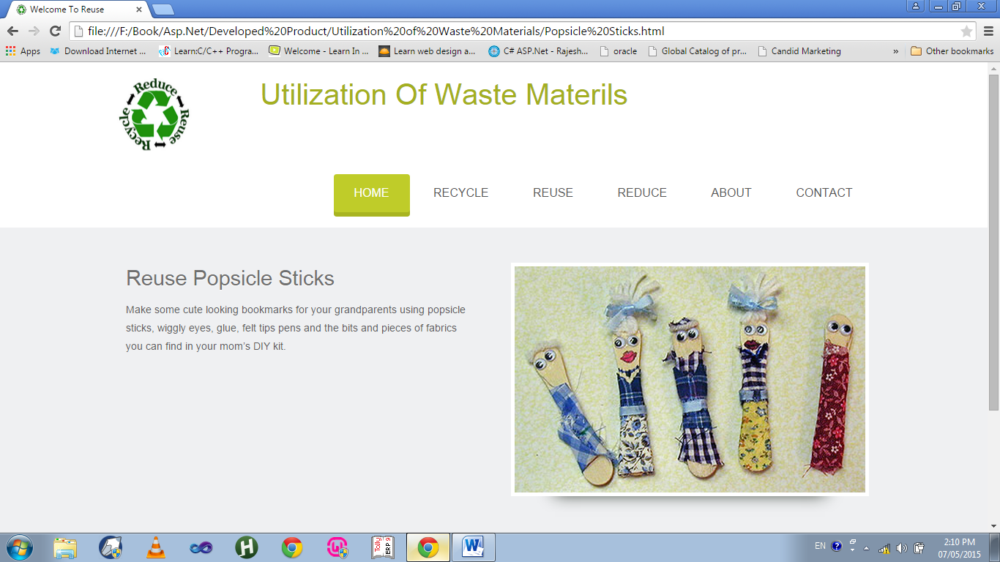 Welcome To Reuse
file:///F:/Book/Asp.Net/Developed%20Product/Utilization%20of%20Waste%20Materials/Popsicle%20Sticks.html
Apps Download Internet ... Learn:C/C++ Progra... Welcome - Learn In ... Learn web design a... C# ASP.Net - Rajesh... oracle Global Catalog of pr... Candid Marketing » Other bookmarks
Reduce Reuse Recycle
Utilization Of Waste Materils
HOME RECYCLE REUSE REDUCE ABOUT CONTACT
Reuse Popsicle Sticks
Make some cute looking bookmarks for your grandparents using popsicle
sticks, wiggly eyes, glue, felt tips pens and the bits and pieces of fabrics
you can find in your mom's DIY kit.
Tally
ERP 9
EN
2:10 PM
07/05/2015